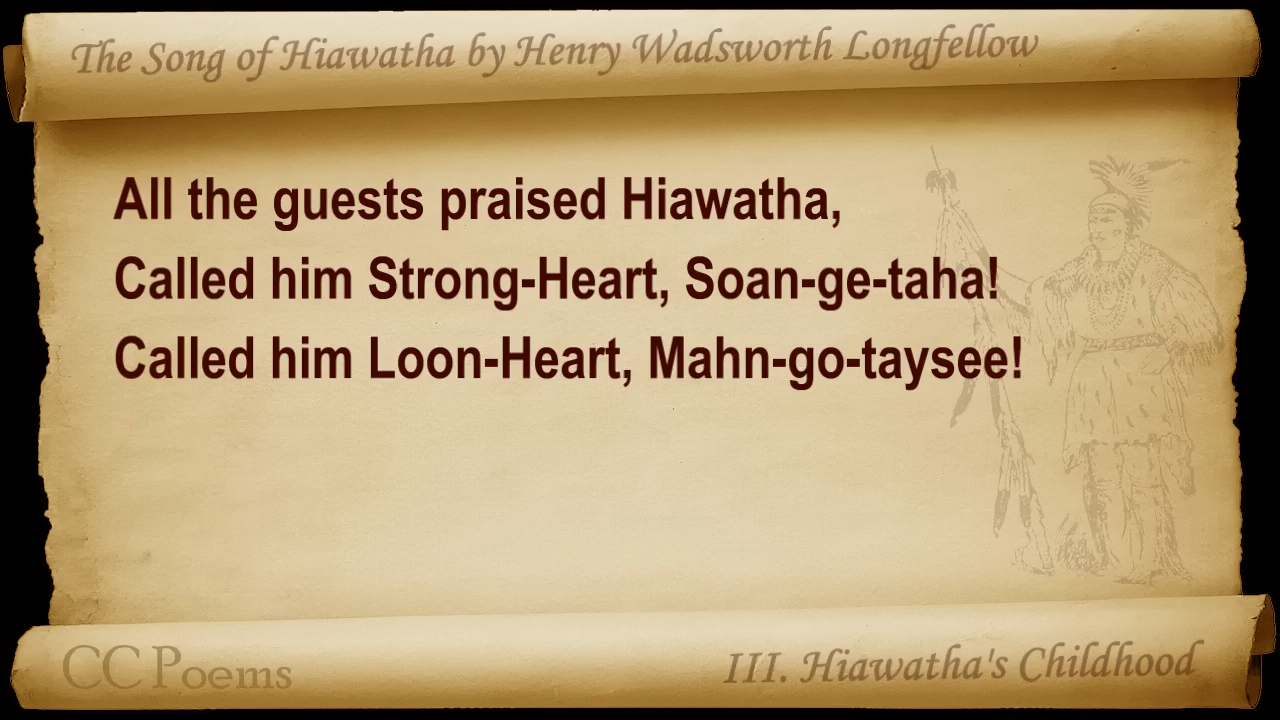 The Song of Hiawatha by Henry Wadsworth Longfellow
All the guests praised Hiawatha,
Called him Strong-Heart, Soan-ge-taha!
Called him Loon-Heart, Mahn-go-taysee!
CC Poems
III. Hiawatha's Childhood